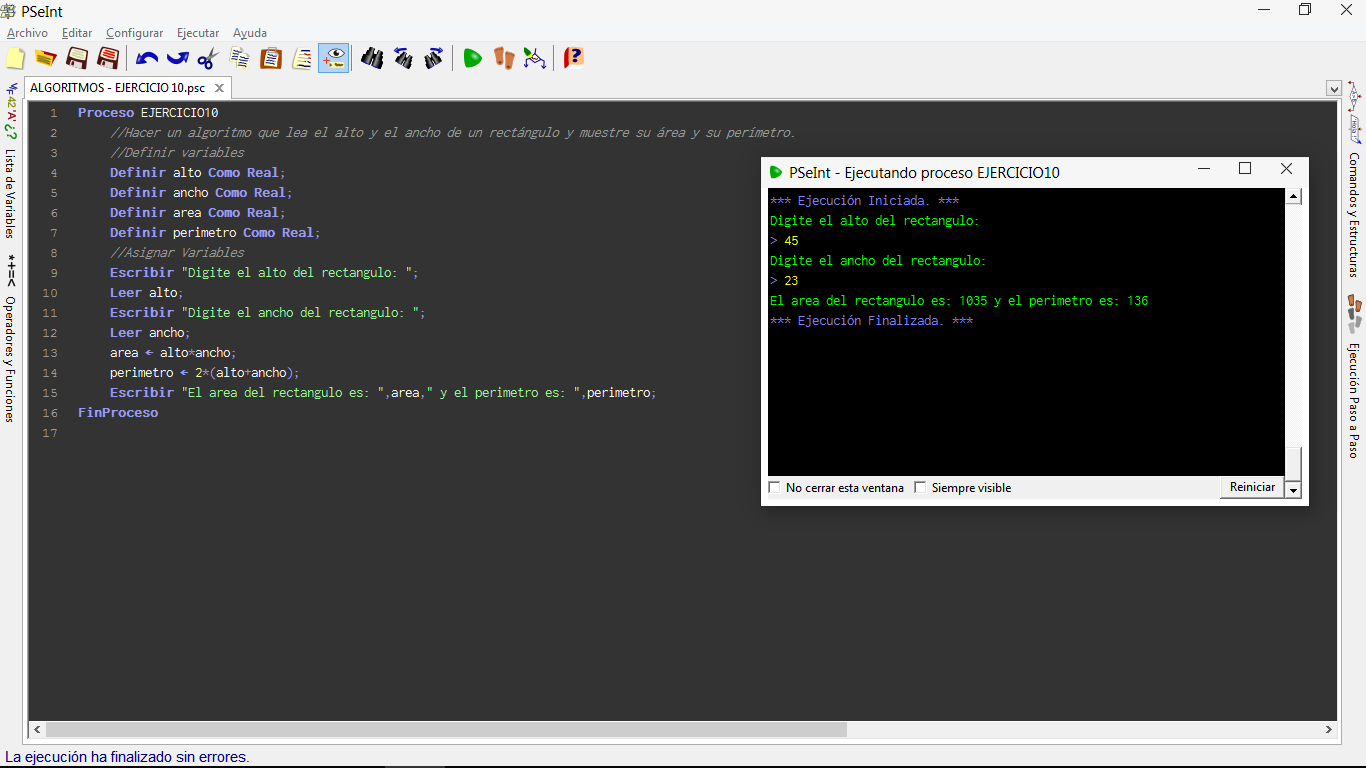 PSeInt
Archivo Editar Configurar Ejecutar Ayuda
ALGORITMOS - EJERCICIO 10.psc
1 Proceso EJERCICIO10
2 //Hacer un algoritmo que lea el alto y el ancho de un rectángulo y muestre su área y su perímetro.
3 //Definir variables
4 Definir alto Como Real;
5 Definir ancho Como Real;
6 Definir area Como Real;
7 Definir perimetro Como Real;
8 //Asignar Variables
9 Escribir "Digite el alto del rectangulo: ";
10 Leer alto;
11 Escribir "Digite el ancho del rectangulo: ";
12 Leer ancho;
13 area ← alto*ancho;
14 perimetro ← 2*(alto+ancho);
15 Escribir "El area del rectangulo es: ",area," y el perimetro es: ",perimetro;
16 FinProceso
17
*+=< Operadores y Funciones
42 'A' ¿? Lista de Variables
PSeInt - Ejecutando proceso EJERCICIO10
*** Ejecución Iniciada. ***
Digite el alto del rectangulo:
> 45
Digite el ancho del rectangulo:
> 23
El area del rectangulo es: 1035 y el perimetro es: 136
*** Ejecución Finalizada. ***
No cerrar esta ventana Siempre visible Reiniciar
Comandos y Estructuras
Ejecución Paso a Paso
La ejecución ha finalizado sin errores.